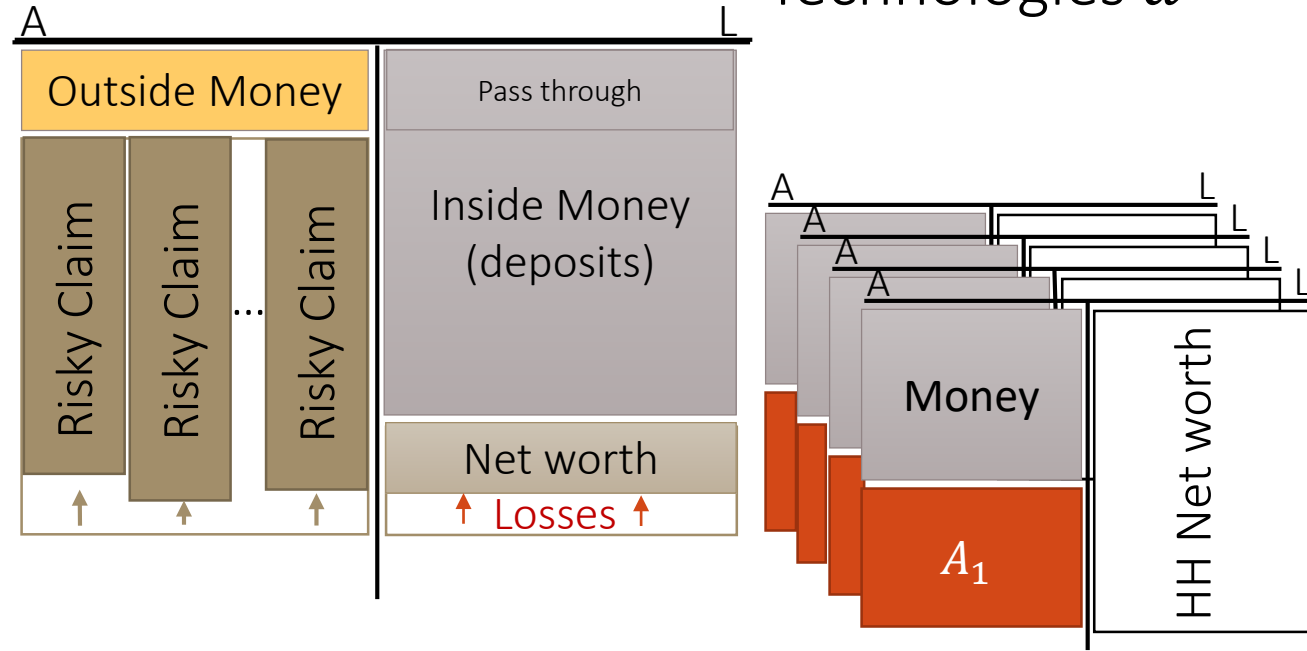 Technologies a
A L
Outside Money
Pass through
Risky Claim
Risky Claim
...
Risky Claim
Inside Money
(deposits)
Net worth
Losses
A L
A L
A L
A L
Money
A₁
HH Net worth